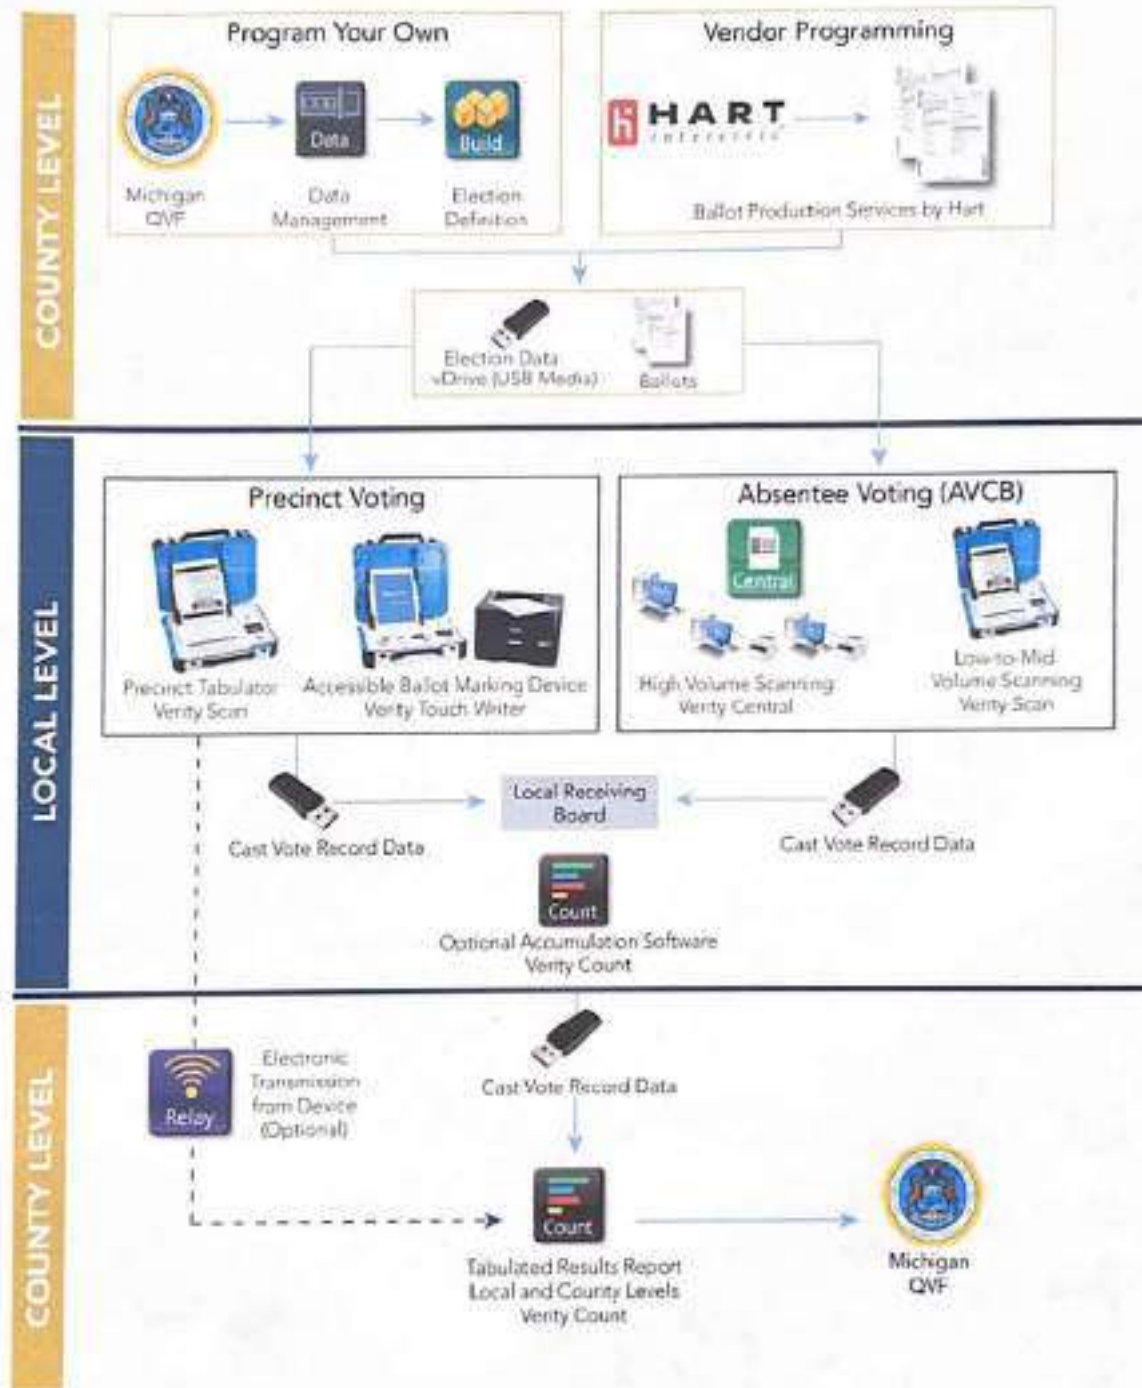 COUNTY LEVEL
Program Your Own
Vendor Programming
HART
intercivic
Data
Build
Michigan
QVF
Data
Management
Election
Definition
Ballot Production Services by Hart
Election Data
vDrive (USB Media)
Ballots
LOCAL LEVEL
Precinct Voting
Absentee Voting (AVCB)
Central
Precinct Tabulator
Verity Scan
Accessible Ballot Marking Device
Verity Touch Writer
High Volume Scanning
Verity Central
Low-to-Mid
Volume Scanning
Verity Scan
Local Receiving
Board
Cast Vote Record Data
Cast Vote Record Data
Count
Optional Accumulation Software
Verity Count
COUNTY LEVEL
Relay
Electronic
Transmission
from Device
(Optional)
Cast Vote Record Data
Count
Tabulated Results Report
Local and County Levels
Verity Count
Michigan
QVF